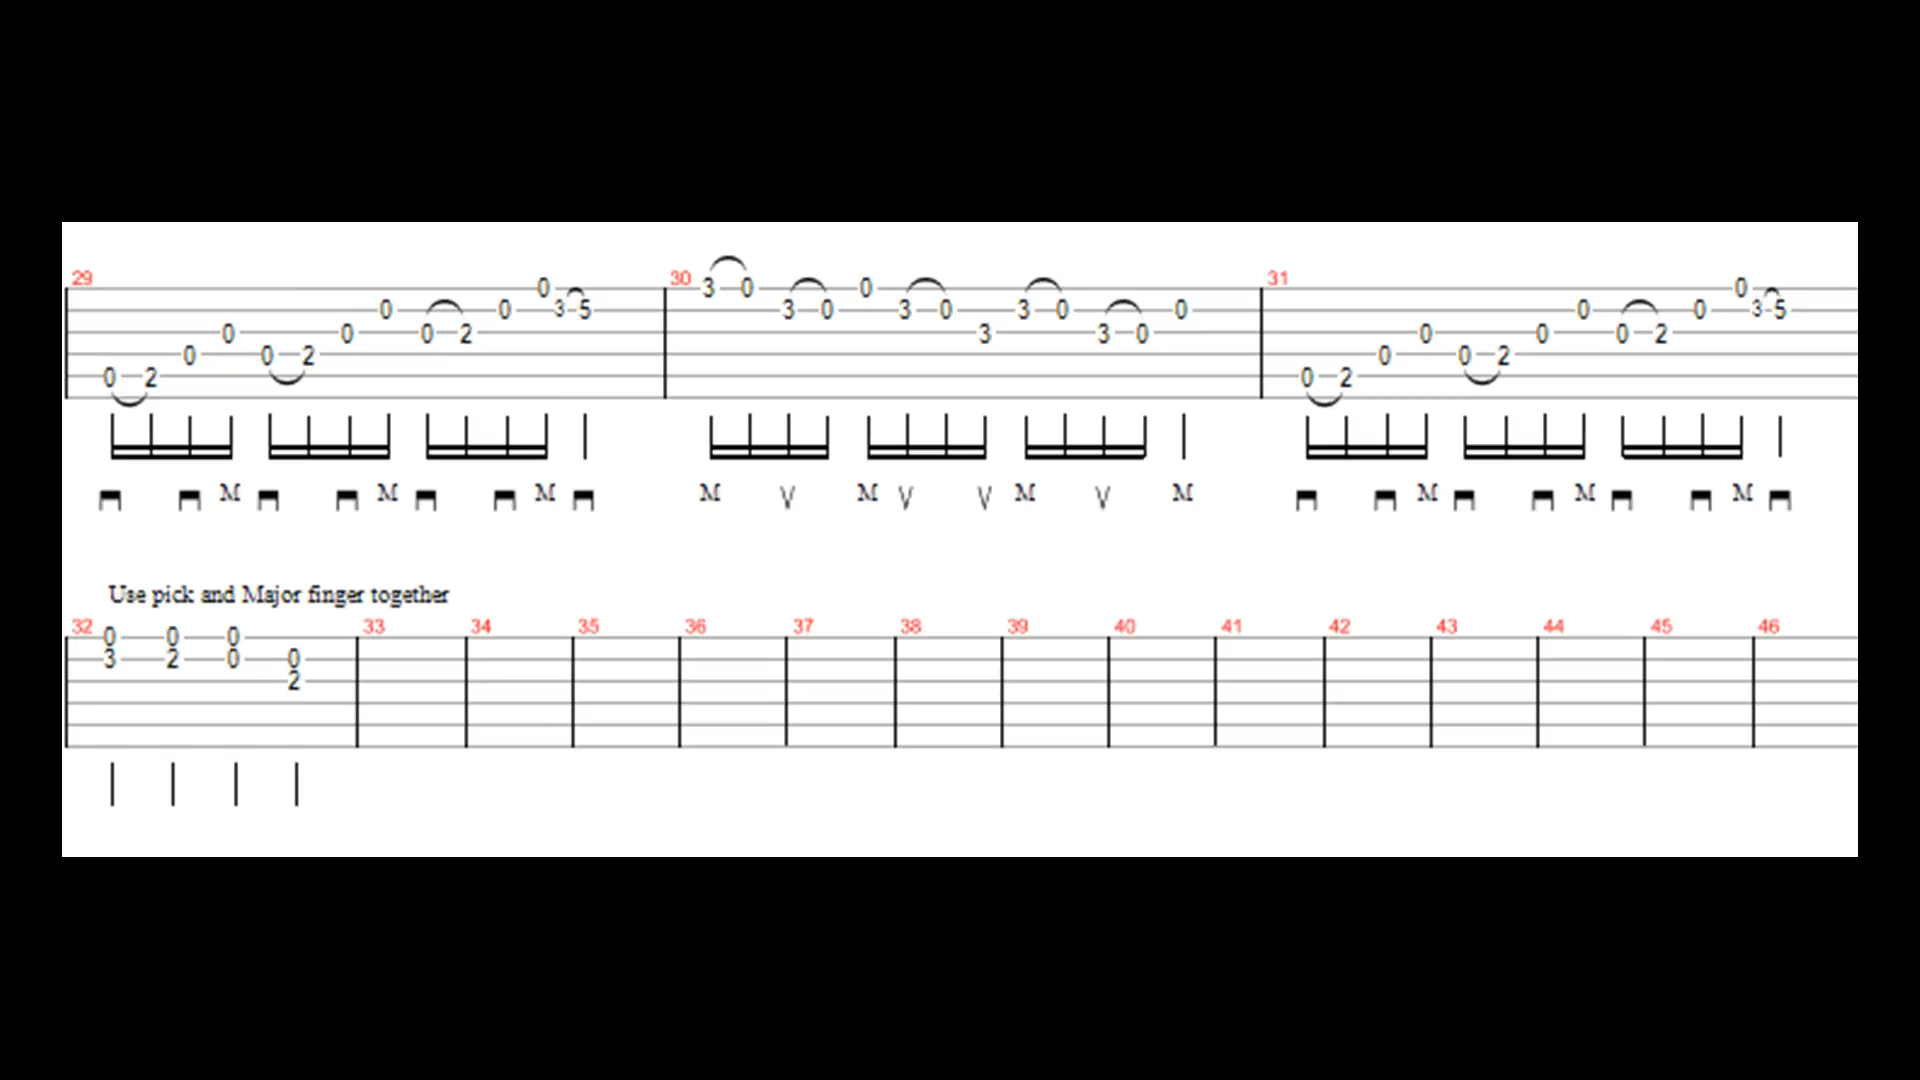 29 30 31
0 3 0 0 0
0 0 3 5 3 0 3 0 3 0 0 0 0 3 5
0 0 0 2 3 3 0 0 0 0 2
0 0 2 0 0 2
0 2 0 2
M M M M M M M M M M
Use pick and Major finger together
32 0 0 0 33 34 35 36 37 38 39 40 41 42 43 44 45 46
3 2 0 0
2